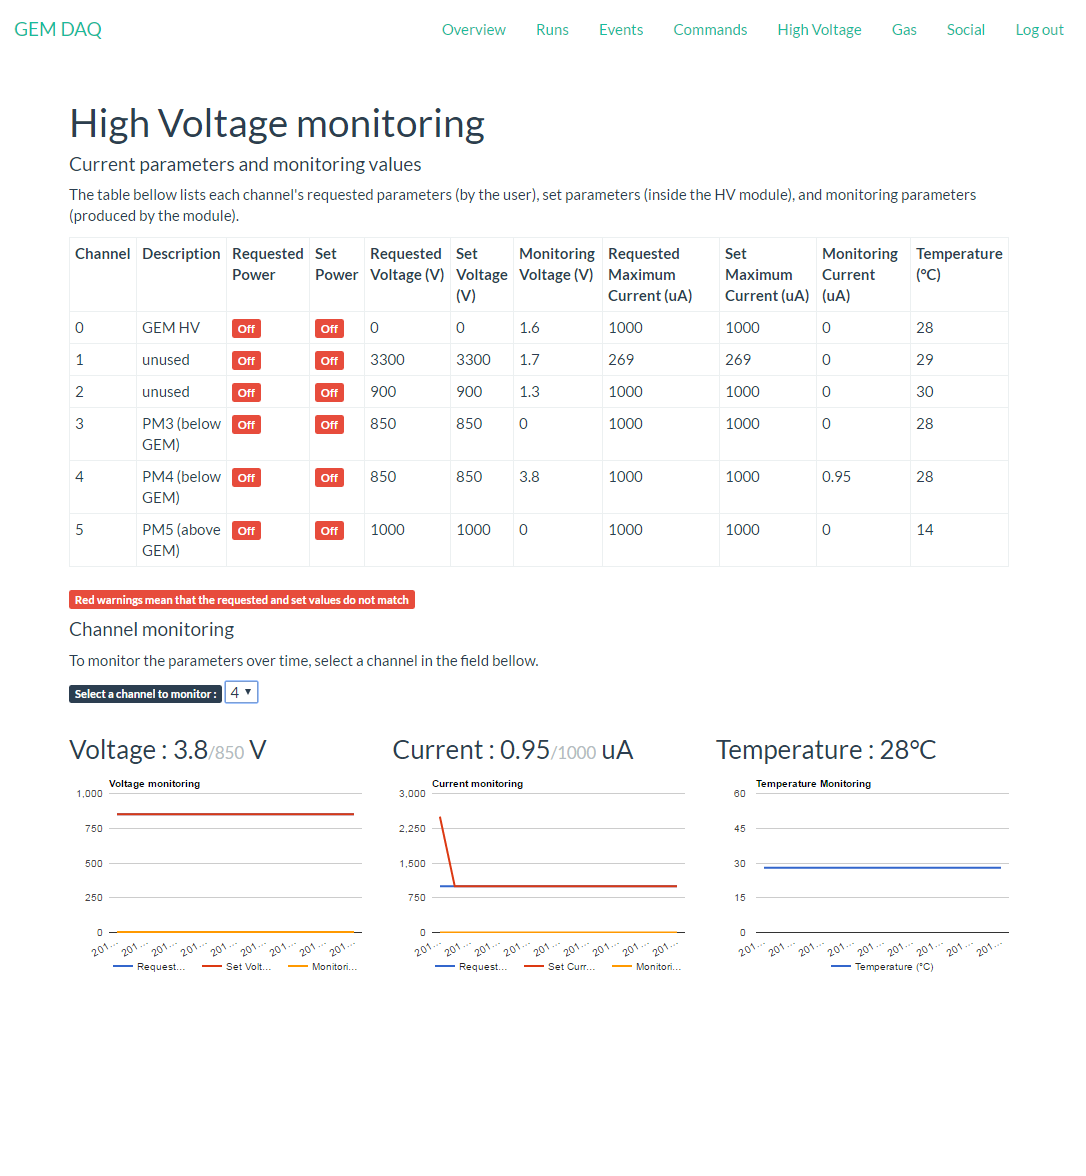 GEM DAQ
Overview Runs Events Commands High Voltage Gas Social Log out
High Voltage monitoring
Current parameters and monitoring values
The table bellow lists each channel's requested parameters (by the user), set parameters (inside the HV module), and monitoring parameters
(produced by the module).
Channel Description Requested Power Set Power Requested Voltage (V) Set Voltage (V) Monitoring Voltage (V) Requested Maximum Current (uA) Set Maximum Current (uA) Monitoring Current (uA) Temperature (°C)
0 GEM HV Off Off 0 0 1.6 1000 1000 0 28
1 unused Off Off 3300 3300 1.7 269 269 0 29
2 unused Off Off 900 900 1.3 1000 1000 0 30
3 PM3 (below GEM) Off Off 850 850 0 1000 1000 0 28
4 PM4 (below GEM) Off Off 850 850 3.8 1000 1000 0.95 28
5 PM5 (above GEM) Off Off 1000 1000 0 1000 1000 0 14
Red warnings mean that the requested and set values do not match
Channel monitoring
To monitor the parameters over time, select a channel in the field bellow.
Select a channel to monitor : 4
Voltage : 3.8/850 V
Voltage monitoring
1,000
750
500
250
0
201... 201... 201... 201... 201... 201... 201... 201... 201...
Request... Set Volt... Monitori...
Current : 0.95/1000 uA
Current monitoring
3,000
2,250
1,500
750
0
201... 201... 201... 201... 201... 201... 201... 201... 201...
Request... Set Curr... Monitori...
Temperature : 28°C
Temperature Monitoring
60
45
30
15
0
201... 201... 201... 201... 201... 201... 201... 201... 201...
Temperature (°C)